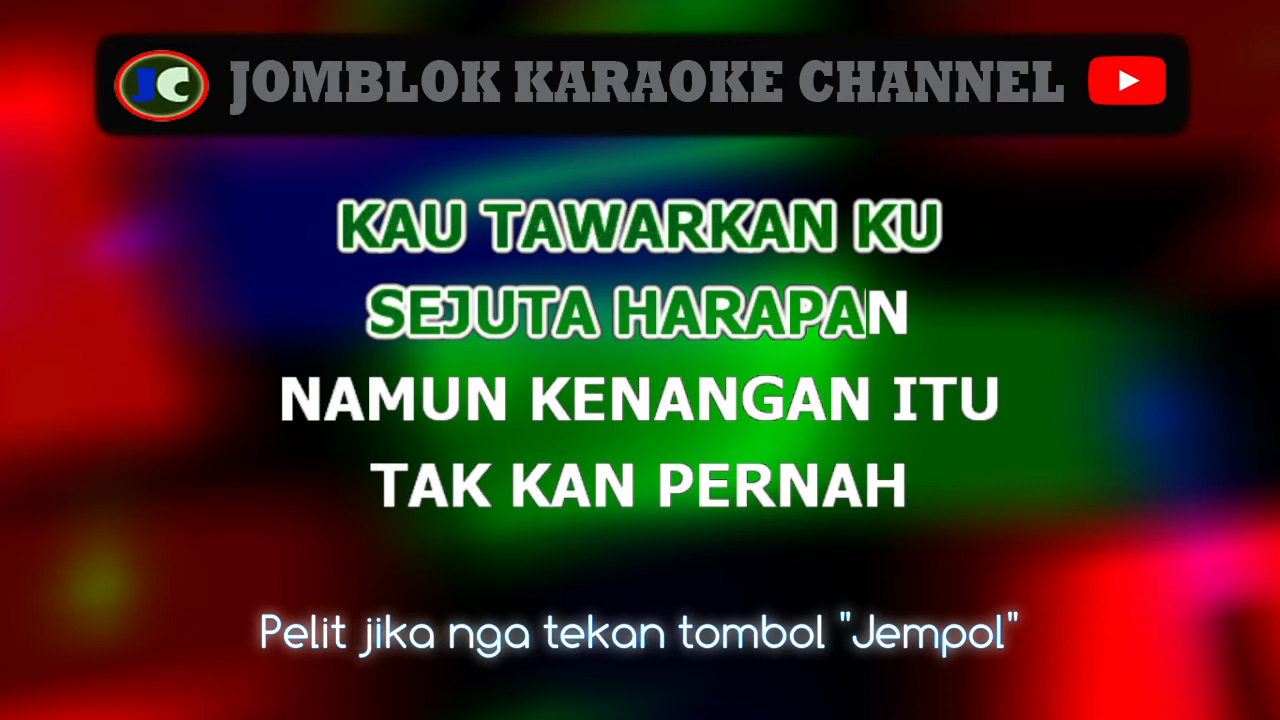 JC JOMBLOK KARAOKE CHANNEL
KAU TAWARKAN KU
SEJUTA HARAPAN
NAMUN KENANGAN ITU
TAK KAN PERNAH
Pelit jika nga tekan tombol "Jempol"